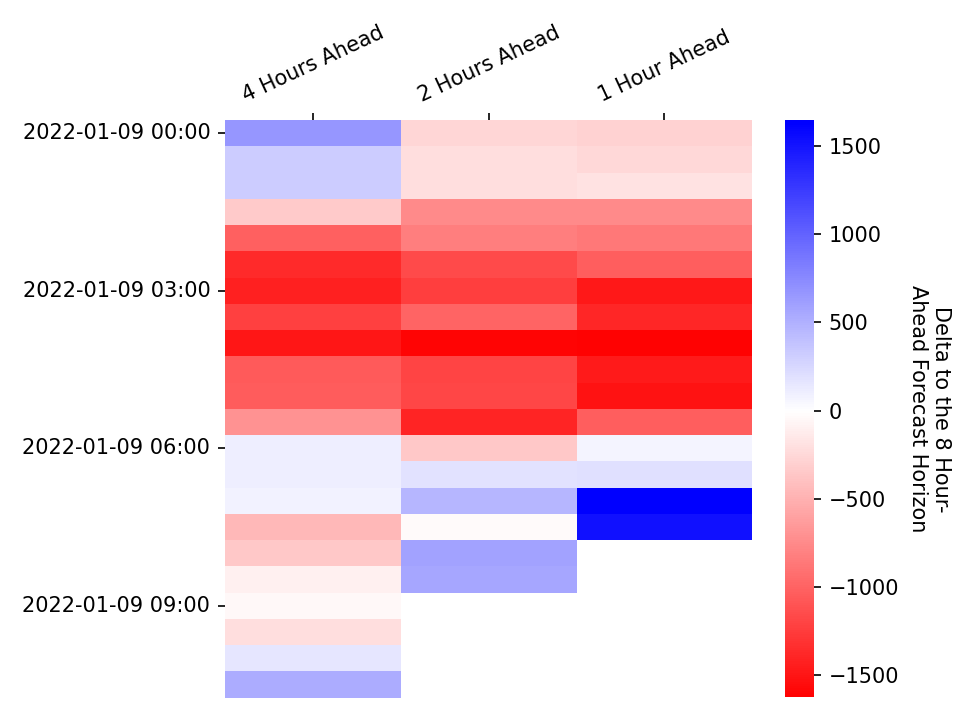 4 Hours Ahead
2 Hours Ahead
1 Hour Ahead
2022-01-09 00:00
2022-01-09 03:00
2022-01-09 06:00
2022-01-09 09:00
1500
1000
500
0
−500
−1000
−1500
Delta to the 8 Hour-
Ahead Forecast Horizon